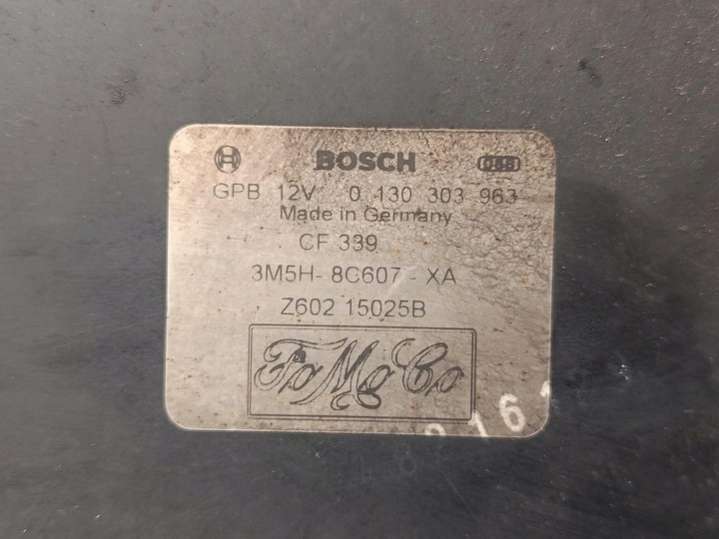 BOSCH
GPB 12V 0 130 303 963
Made in Germany
CF 339
3M5H-8C607-XA
Z602 15025B
FoMoCo